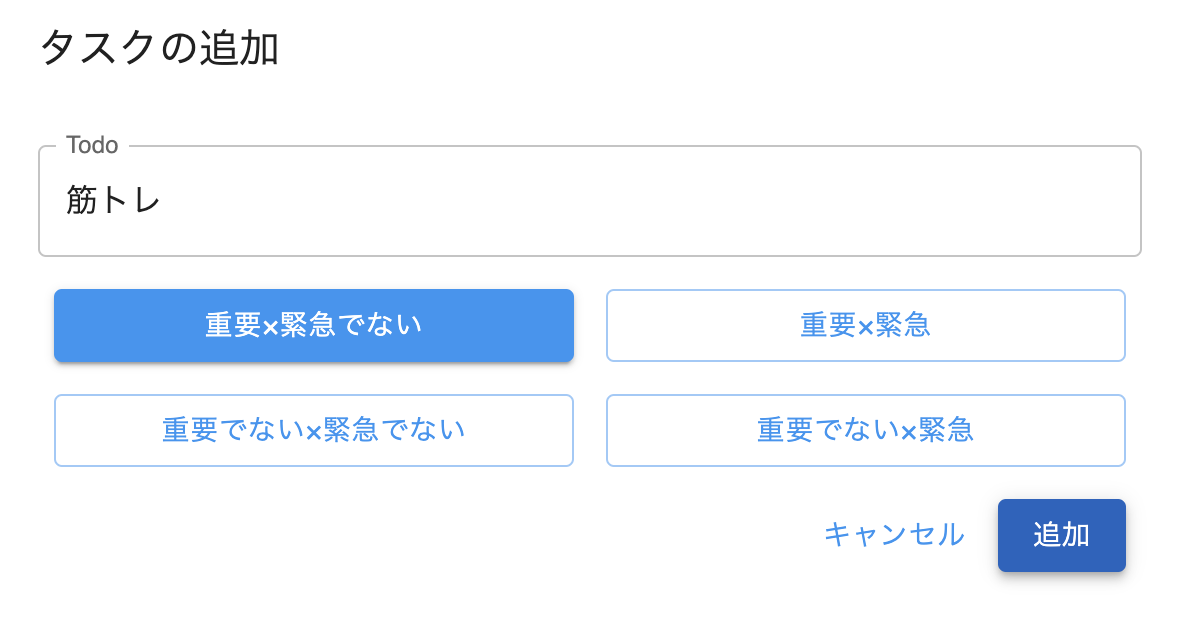 タスクの追加
Todo
筋トレ
重要×緊急でない
重要×緊急
重要でない×緊急でない
重要でない×緊急
キャンセル
追加